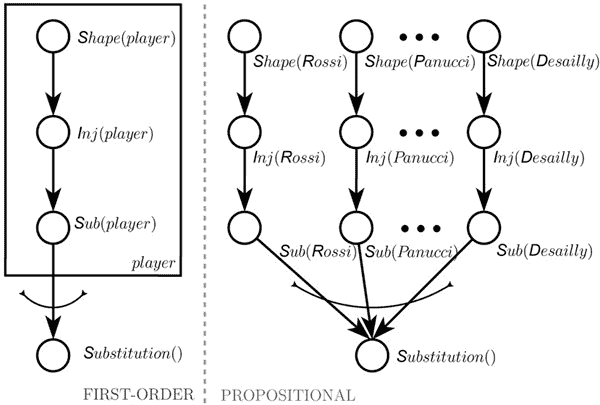 Shape(player)
Inj(player)
Sub(player)
player
Substitution()
FIRST-ORDER
Shape(Rossi) Shape(Panucci) Shape(Desailly)
Inj(Rossi) Inj(Panucci) Inj(Desailly)
Sub(Rossi) Sub(Panucci) Sub(Desailly)
Substitution()
PROPOSITIONAL